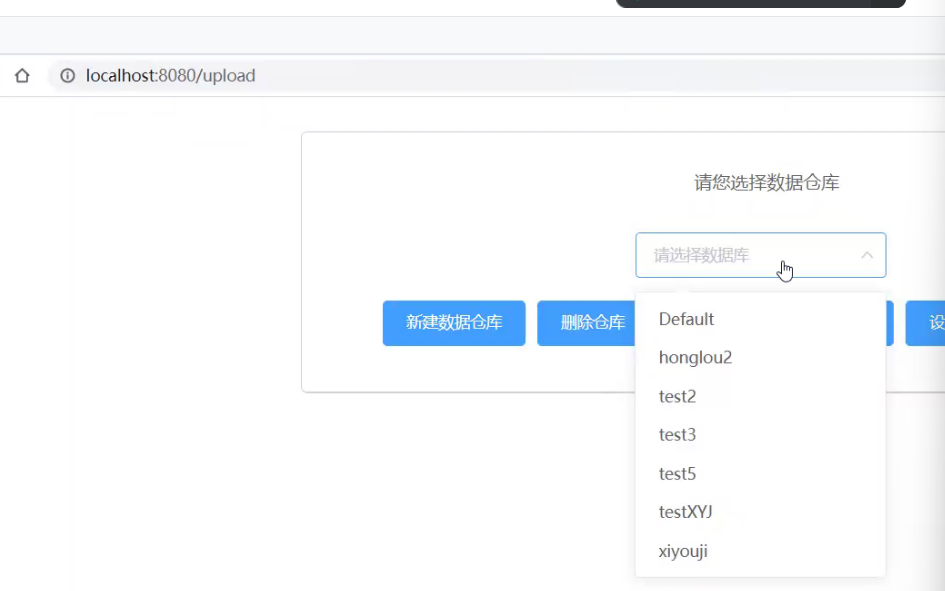 localhost:8080/upload
请您选择数据仓库
请选择数据库
新建数据仓库
删除仓库
设
Default
honglou2
test2
test3
test5
testXYJ
xiyouji